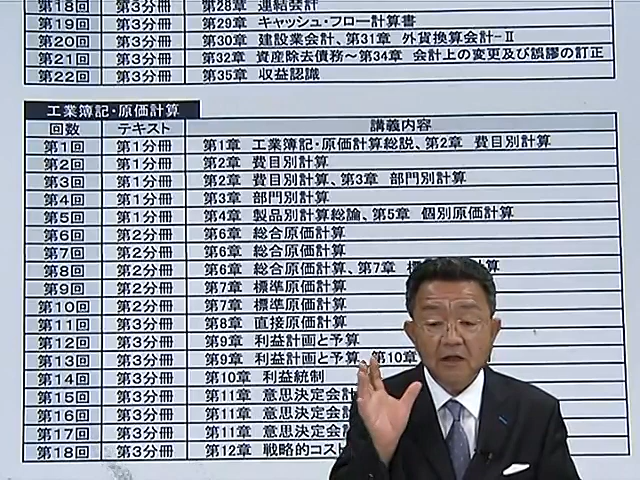 第18回 第3分冊 第28章 連結会計
第19回 第3分冊 第29章 キャッシュ・フロー計算書
第20回 第3分冊 第30章 建設業会計、第31章 外貨換算会計-Ⅱ
第21回 第3分冊 第32章 資産除去債務～第34章 会計上の変更及び誤謬の訂正
第22回 第3分冊 第35章 収益認識
工業簿記・原価計算
回数 テキスト 講義内容
第1回 第1分冊 第1章 工業簿記・原価計算総説、第2章 費目別計算
第2回 第1分冊 第2章 費目別計算
第3回 第1分冊 第2章 費目別計算、第3章 部門別計算
第4回 第1分冊 第3章 部門別計算
第5回 第1分冊 第4章 製品別計算総論、第5章 個別原価計算
第6回 第2分冊 第6章 総合原価計算
第7回 第2分冊 第6章 総合原価計算
第8回 第2分冊 第6章 総合原価計算、第7章 計算
第9回 第2分冊 第7章 標準原価計算
第10回 第2分冊 第7章 標準原価計算
第11回 第3分冊 第8章 直接原価計算
第12回 第3分冊 第9章 利益計画と予算
第13回 第3分冊 第9章 利益計画と予算、第10章
第14回 第3分冊 第10章 利益統制
第15回 第3分冊 第11章 意思決定会計
第16回 第3分冊 第11章 意思決定会
第17回 第3分冊 第11章 意思決定会
第18回 第3分冊 第12章 戦略的コス